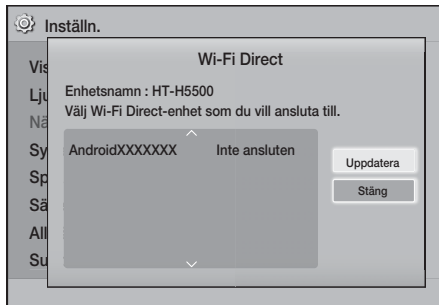 Inställn.
Wi-Fi Direct
Enhetsnamn : HT-H5500
Välj Wi-Fi Direct-enhet som du vill ansluta till.
AndroidXXXXXXX Inte ansluten
Uppdatera
Stäng
Vis
Lju
Nä
Sy
Sp
Sä
All
Su